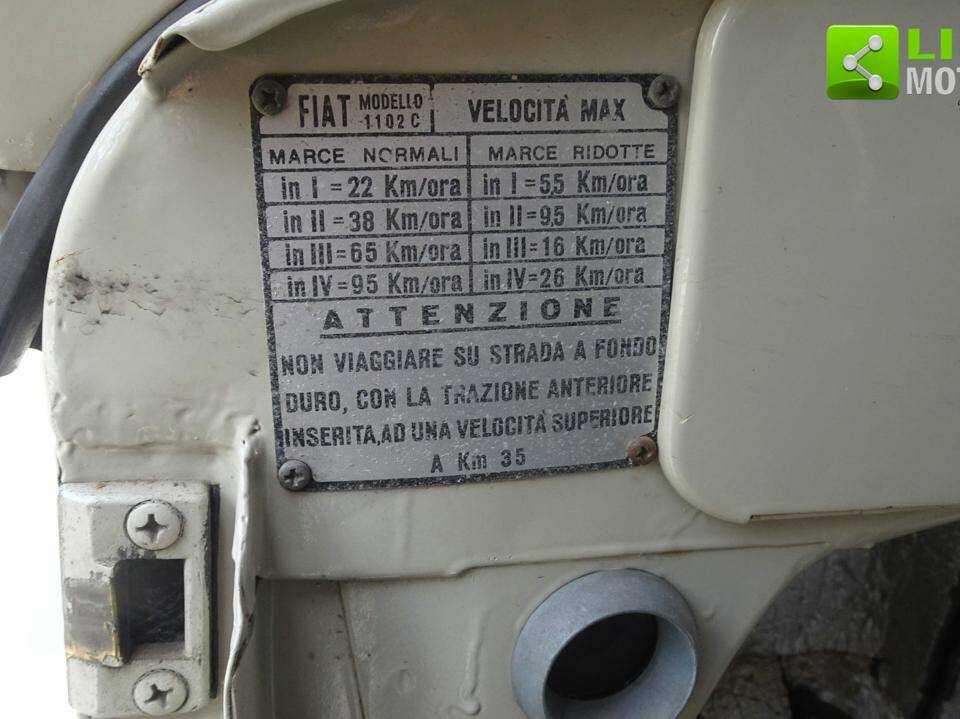 FIAT MODELLO 1102 C VELOCITÀ MAX
MARCE NORMALI MARCE RIDOTTE
in I = 22 Km/ora in I = 5,5 Km/ora
in II = 38 Km/ora in II = 9,5 Km/ora
in III = 65 Km/ora in III = 16 Km/ora
in IV = 95 Km/ora in IV = 26 Km/ora
ATTENZIONE
NON VIAGGIARE SU STRADA A FONDO
DURO, CON LA TRAZIONE ANTERIORE
INSERITA, AD UNA VELOCITÀ SUPERIORE
A Km 35